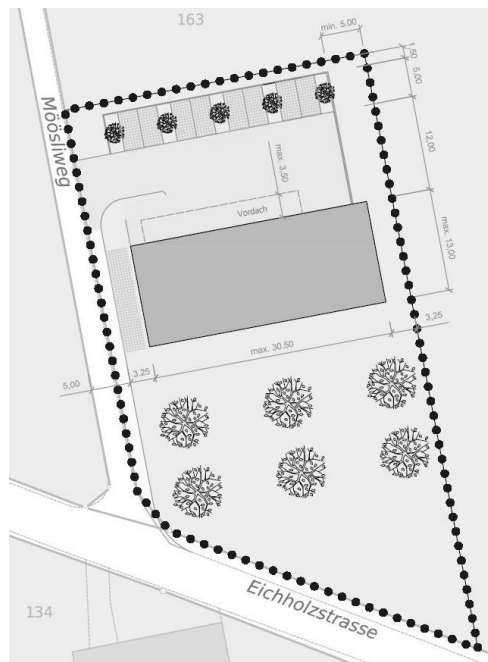 163
min. 5.00
1,50
5,00
Möösliweg
12,00
max. 3,50
Vordach
max. 13,00
3,25
max. 30,50
3,25
5,00
Eichholzstrasse
134